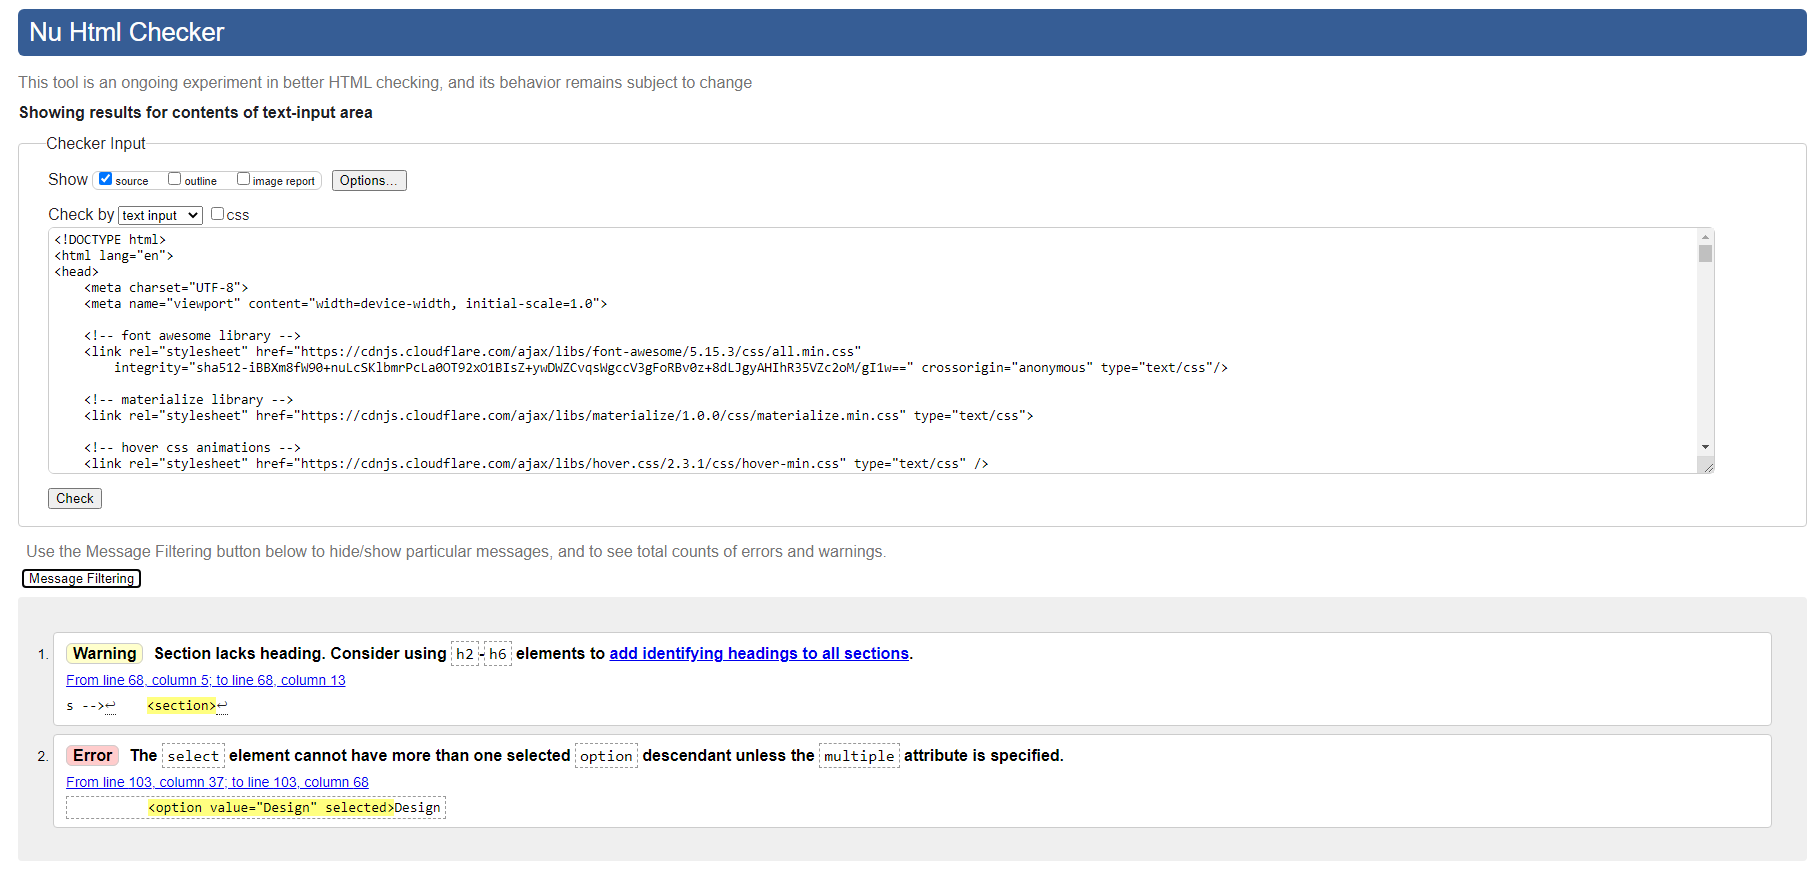 Nu Html Checker
This tool is an ongoing experiment in better HTML checking, and its behavior remains subject to change
Showing results for contents of text-input area
Checker Input
Show source outline image report Options...
Check by text input css
<!DOCTYPE html>
<html lang="en">
<head>
    <meta charset="UTF-8">
    <meta name="viewport" content="width=device-width, initial-scale=1.0">
    <!-- font awesome library -->
    <link rel="stylesheet" href="https://cdnjs.cloudflare.com/ajax/libs/font-awesome/5.15.3/css/all.min.css"
        integrity="sha512-iBBXm8fW90+nuLcSKlbmrPcLa0OT92xO1BIsZ+ywDWZCvqsWgccV3gFoRBv0z+8dLJgyAHIhR35VZc2oM/gI1w==" crossorigin="anonymous" type="text/css"/>
    <!-- materialize library -->
    <link rel="stylesheet" href="https://cdnjs.cloudflare.com/ajax/libs/materialize/1.0.0/css/materialize.min.css" type="text/css">
    <!-- hover css animations -->
    <link rel="stylesheet" href="https://cdnjs.cloudflare.com/ajax/libs/hover.css/2.3.1/css/hover-min.css" type="text/css" />
Check
Use the Message Filtering button below to hide/show particular messages, and to see total counts of errors and warnings.
Message Filtering
1. Warning Section lacks heading. Consider using h2-h6 elements to add identifying headings to all sections.
From line 68, column 5; to line 68, column 13
s -->↩    <section>↩
2. Error The select element cannot have more than one selected option descendant unless the multiple attribute is specified.
From line 103, column 37; to line 103, column 68
<option value="Design" selected>Design